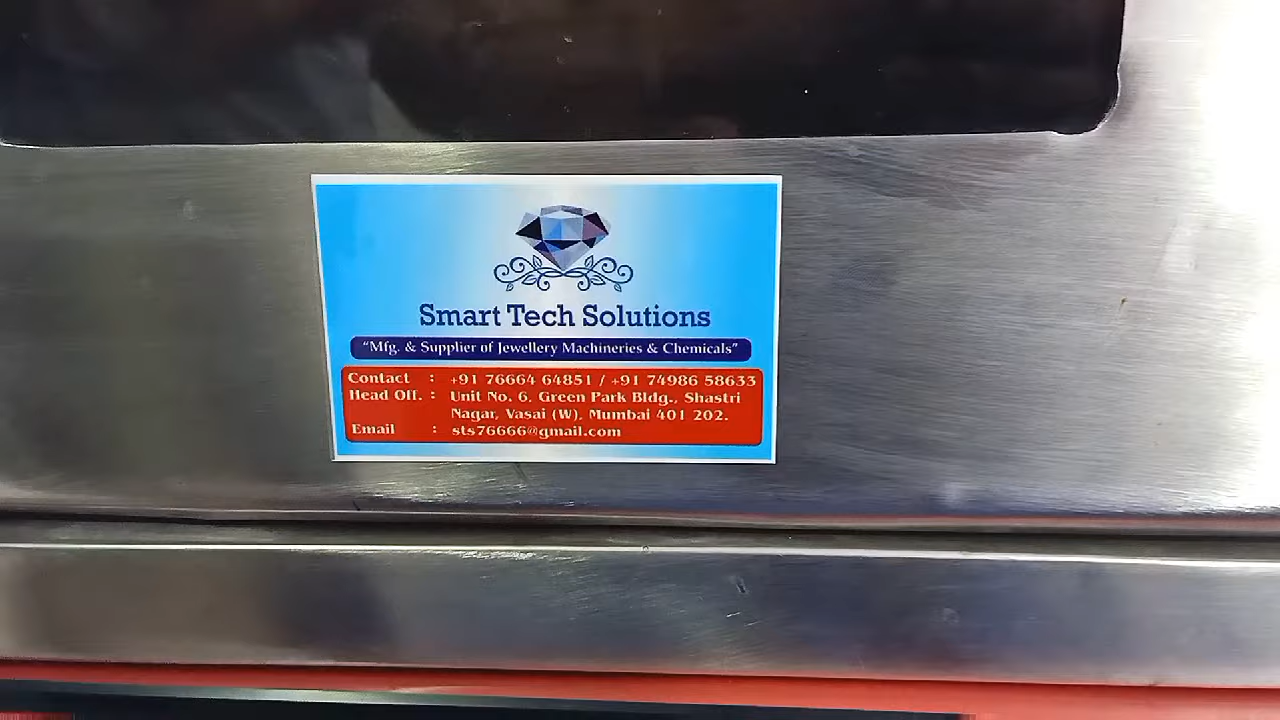 Smart Tech Solutions
"Mfg. & Supplier of Jewellery Machineries & Chemicals"
Contact : +91 76664 64851 / +91 74986 58633
Head Off. : Unit No. 6, Green Park Bldg., Shastri
Nagar, Vasai (W), Mumbai 401 202.
Email : sts76666@gmail.com